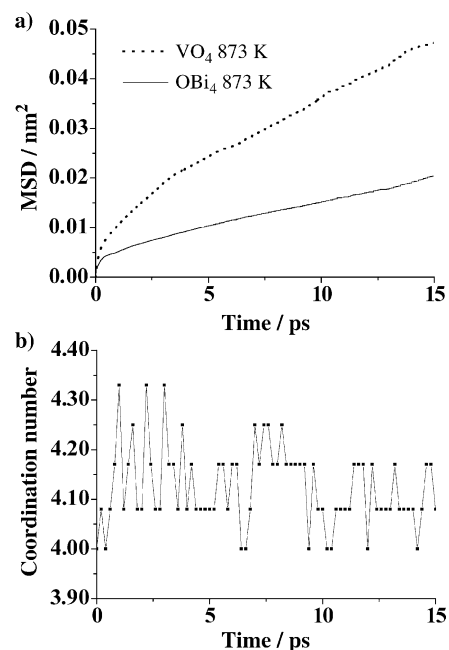 a)
0.05
0.04
0.03
0.02
0.01
0.00
MSD / nm²
VO₄ 873 K
OBi₄ 873 K
0
5
10
15
Time / ps
b)
4.40
4.30
4.20
4.10
4.00
3.90
Coordination number
0
5
10
15
Time / ps